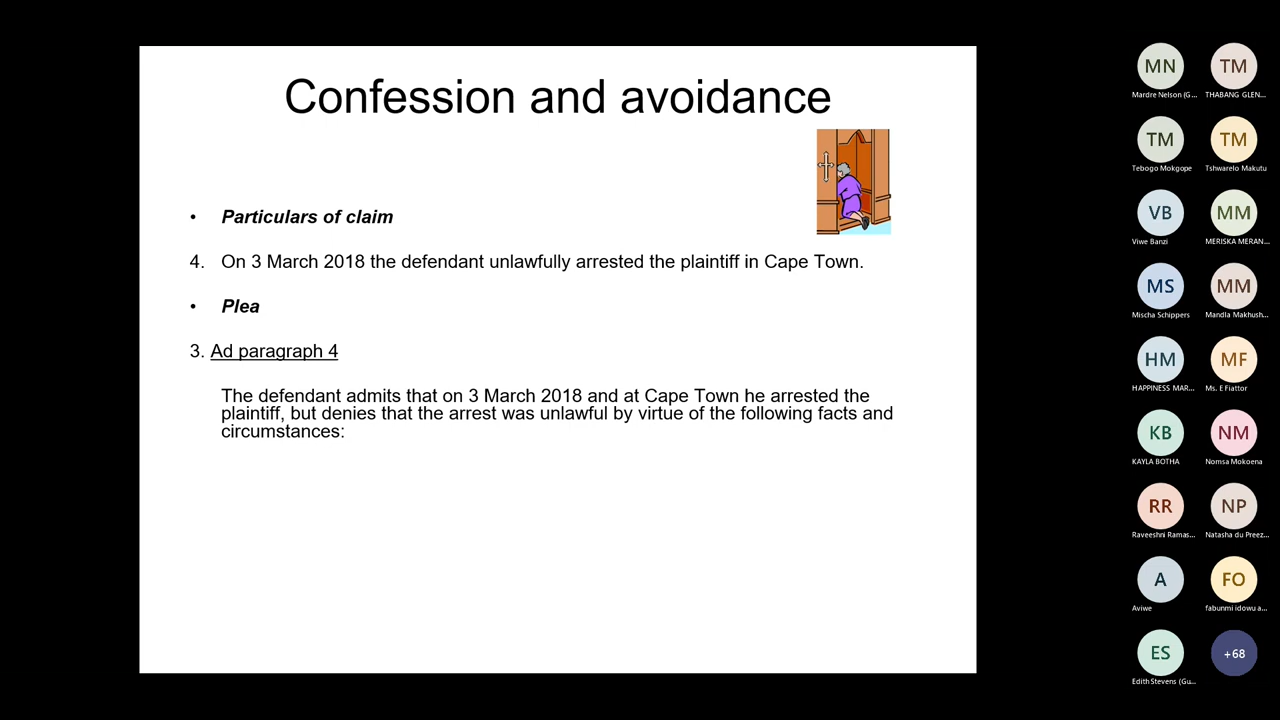 Confession and avoidance
• Particulars of claim
4. On 3 March 2018 the defendant unlawfully arrested the plaintiff in Cape Town.
• Plea
3. Ad paragraph 4
The defendant admits that on 3 March 2018 and at Cape Town he arrested the
plaintiff, but denies that the arrest was unlawful by virtue of the following facts and
circumstances:
MN TM
Mardre Nelson (G... THABANG GLEN...
TM TM
Tebogo Mokgope Tshwarelo Makutu
VB MM
Viwe Banzi MERISKA MERAN...
MS MM
Mischa Schippers Mandla Makhush...
HM MF
HAPPINESS MAR... Ms. E Fiattor
KB NM
KAYLA BOTHA Nomsa Mokoena
RR NP
Raveeshni Ramas... Natasha du Preez...
A FO
Aviwe fabunmi idowu a...
ES +68
Edith Stevens (Gu...